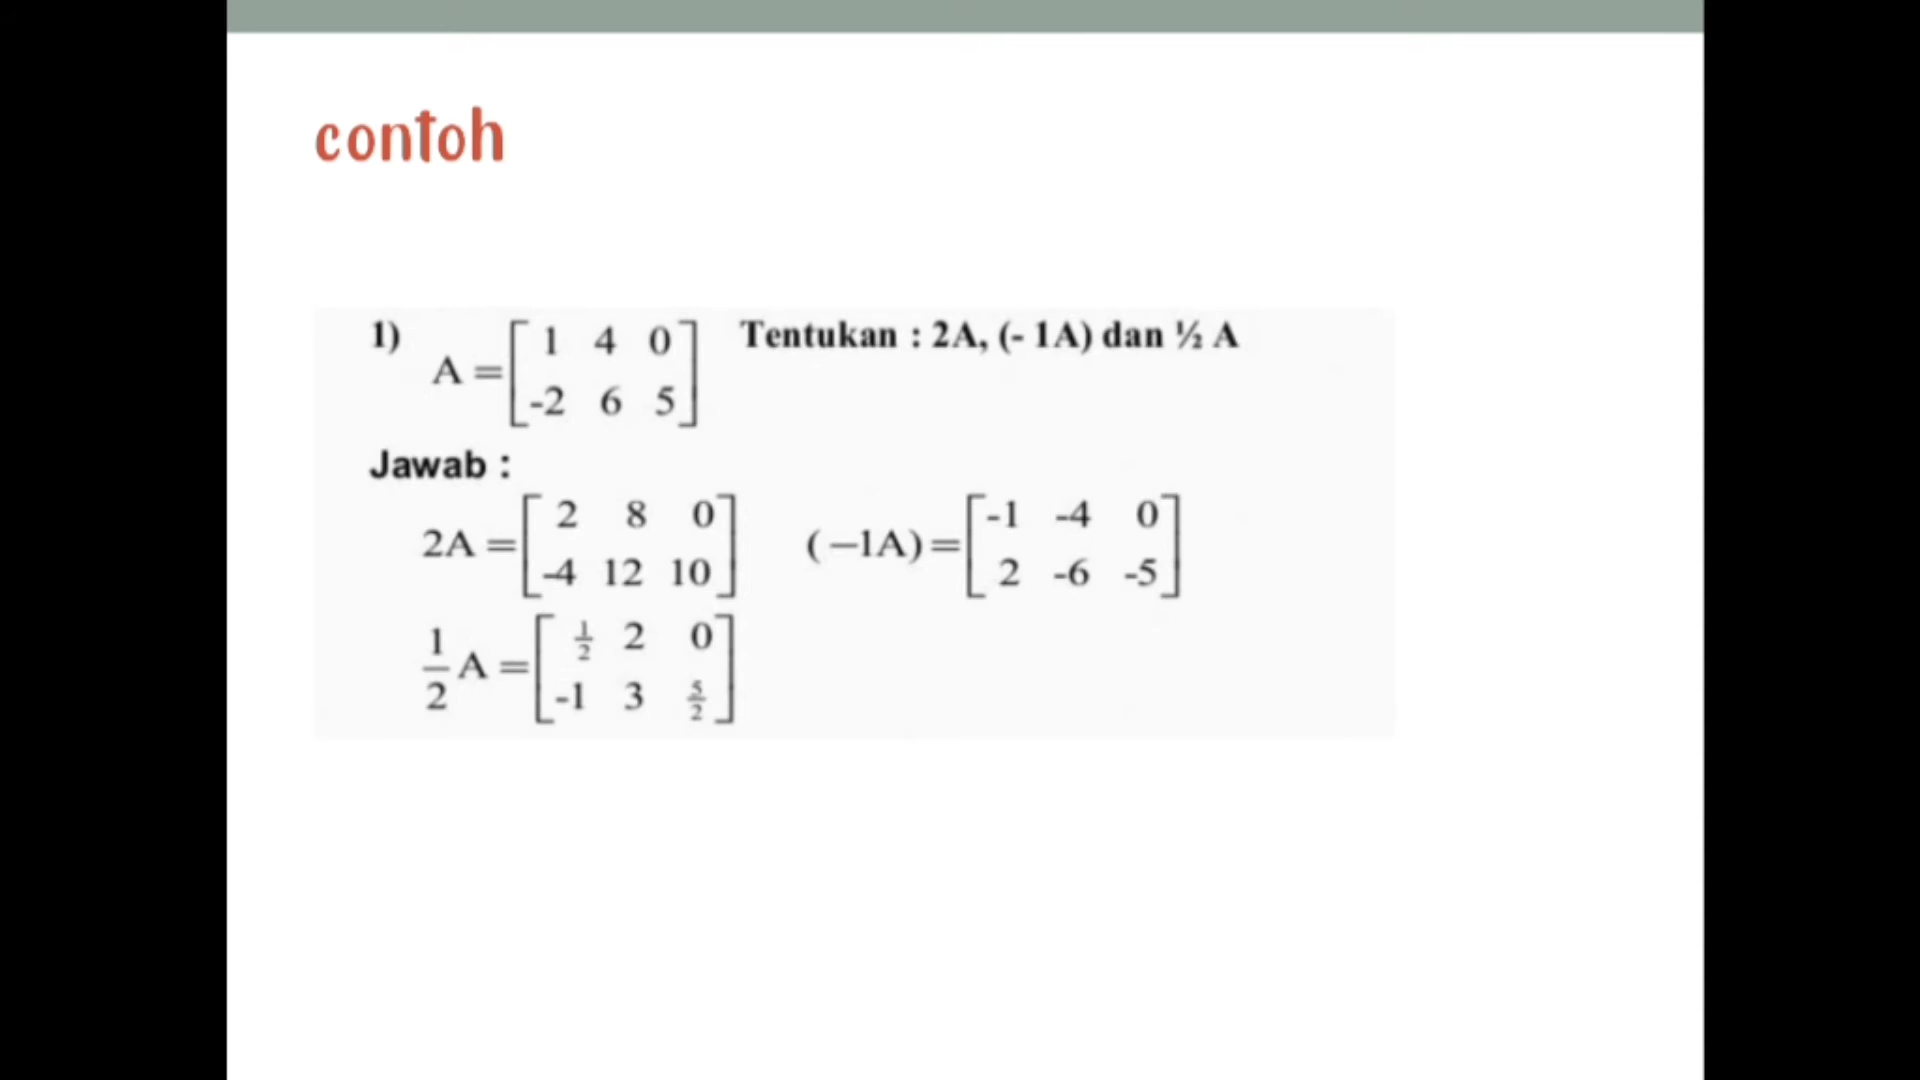 contoh
1) A = [ 1 4 0 ; -2 6 5 ] Tentukan : 2A, (- 1A) dan ½ A
Jawab :
2A = [ 2 8 0 ; -4 12 10 ] (−1A) = [ -1 -4 0 ; 2 -6 -5 ]
1/2 A = [ 1/2 2 0 ; -1 3 5/2 ]